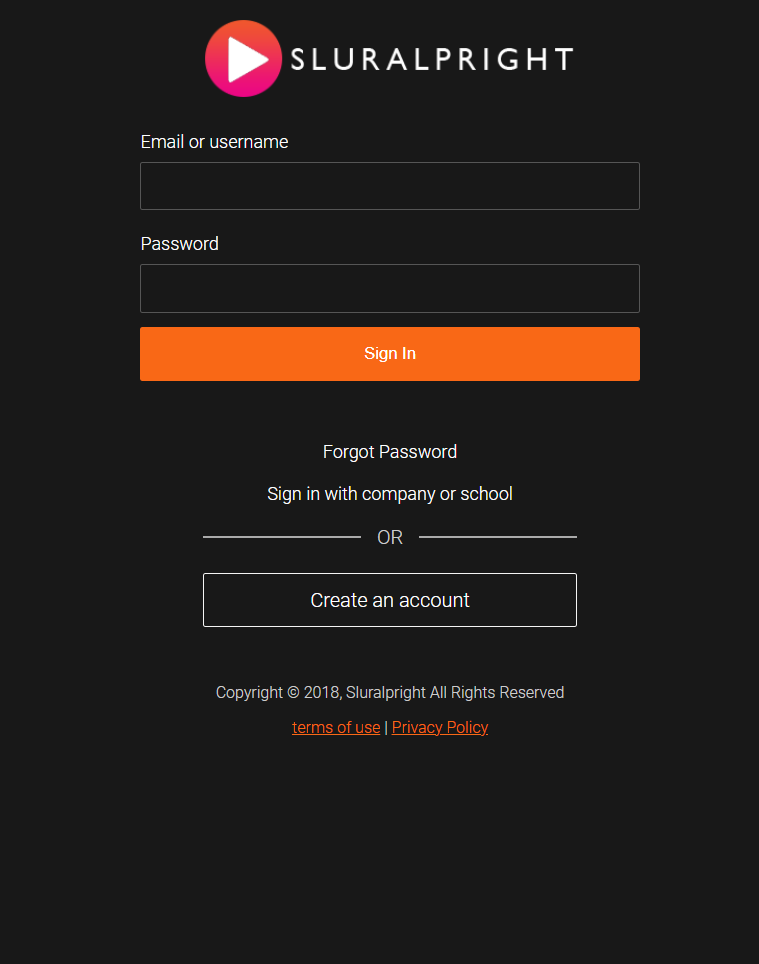 SLURALPRIGHT
Email or username
Password
Sign In
Forgot Password
Sign in with company or school
OR
Create an account
Copyright © 2018, Sluralpright All Rights Reserved
terms of use | Privacy Policy